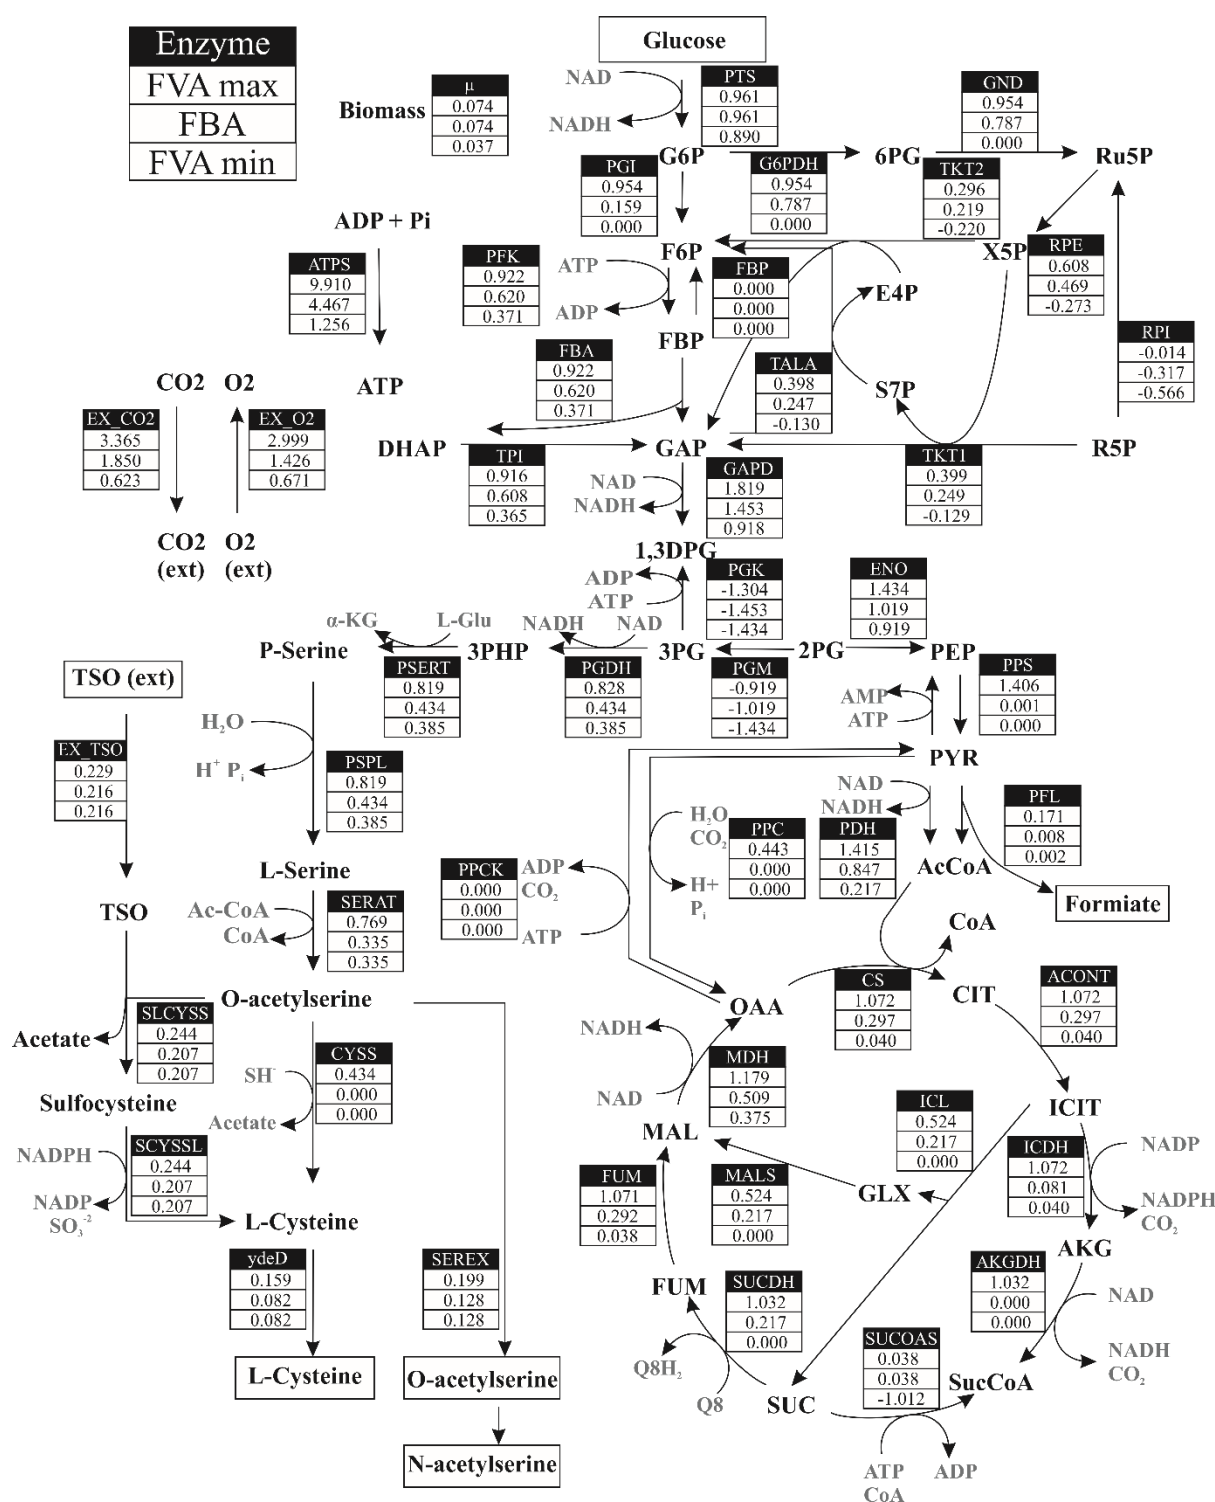 Enzyme
FVA max
FBA
FVA min
Glucose
Biomass
μ
0.074
0.074
0.037
NAD
NADH
PTS
0.961
0.961
0.890
GND
0.954
0.787
0.000
G6P
6PG
Ru5P
PGI
0.954
0.159
0.000
G6PDH
0.954
0.787
0.000
TKT2
0.296
0.219
-0.220
ADP + Pi
ATPS
9.910
4.467
1.256
ATP
PFK
0.922
0.620
0.371
ATP
ADP
F6P
FBP
0.000
0.000
0.000
X5P
E4P
RPE
0.608
0.469
-0.273
RPI
-0.014
-0.317
-0.566
FBP
FBA
0.922
0.620
0.371
TALA
0.398
0.247
-0.130
S7P
CO2
O2
EX_CO2
3.365
1.850
0.623
EX_O2
2.999
1.426
0.671
CO2
(ext)
O2
(ext)
DHAP
GAP
R5P
TPI
0.916
0.608
0.365
NAD
NADH
GAPD
1.819
1.453
0.918
TKT1
0.399
0.249
-0.129
1,3DPG
ADP
ATP
PGK
-1.304
-1.453
-1.434
ENO
1.434
1.019
0.919
α-KG
L-Glu
NADH
NAD
P-Serine
3PHP
3PG
2PG
PEP
PSERT
0.819
0.434
0.385
PGDH
0.828
0.434
0.385
PGM
-0.919
-1.019
-1.434
PPS
1.406
0.001
0.000
AMP
ATP
TSO (ext)
EX_TSO
0.229
0.216
0.216
H₂O
H⁺ Pᵢ
PSPL
0.819
0.434
0.385
PYR
NAD
NADH
PFL
0.171
0.008
0.002
H₂O
CO₂
H+
Pᵢ
PPC
0.443
0.000
0.000
PDH
1.415
0.847
0.217
AcCoA
Formiate
L-Serine
PPCK
0.000
0.000
0.000
ADP
CO₂
ATP
TSO
Ac-CoA
CoA
SERAT
0.769
0.335
0.335
CoA
O-acetylserine
OAA
CS
1.072
0.297
0.040
CIT
ACONT
1.072
0.297
0.040
Acetate
SLCYSS
0.244
0.207
0.207
SH⁻
Acetate
CYSS
0.434
0.000
0.000
NADH
NAD
MDH
1.179
0.509
0.375
Sulfocysteine
ICL
0.524
0.217
0.000
ICIT
MAL
NADPH
NADP
SO₃⁻²
SCYSSL
0.244
0.207
0.207
FUM
1.071
0.292
0.038
MALS
0.524
0.217
0.000
GLX
ICDH
1.072
0.081
0.040
NADP
NADPH
CO₂
L-Cysteine
AKG
ydeD
0.159
0.082
0.082
SEREX
0.199
0.128
0.128
FUM
SUCDH
1.032
0.217
0.000
AKGDH
1.032
0.000
0.000
NAD
NADH
CO₂
Q8H₂
Q8
SUCOAS
0.038
0.038
-1.012
SucCoA
L-Cysteine
O-acetylserine
SUC
N-acetylserine
ATP
CoA
ADP